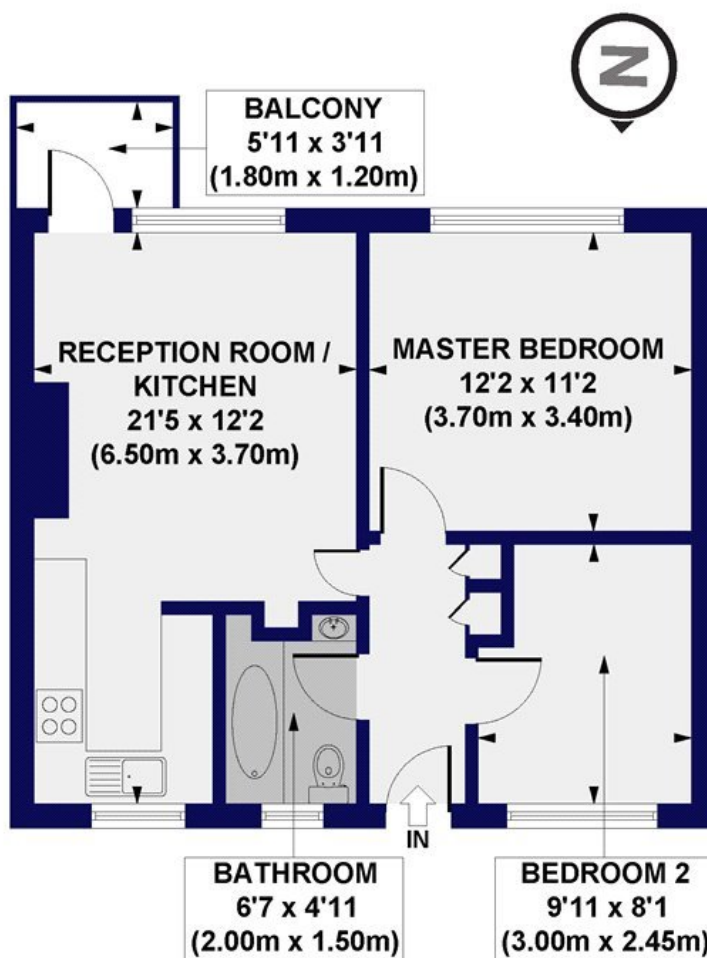 N
BALCONY
5'11 x 3'11
(1.80m x 1.20m)
RECEPTION ROOM /
KITCHEN
21'5 x 12'2
(6.50m x 3.70m)
MASTER BEDROOM
12'2 x 11'2
(3.70m x 3.40m)
IN
BATHROOM
6'7 x 4'11
(2.00m x 1.50m)
BEDROOM 2
9'11 x 8'1
(3.00m x 2.45m)